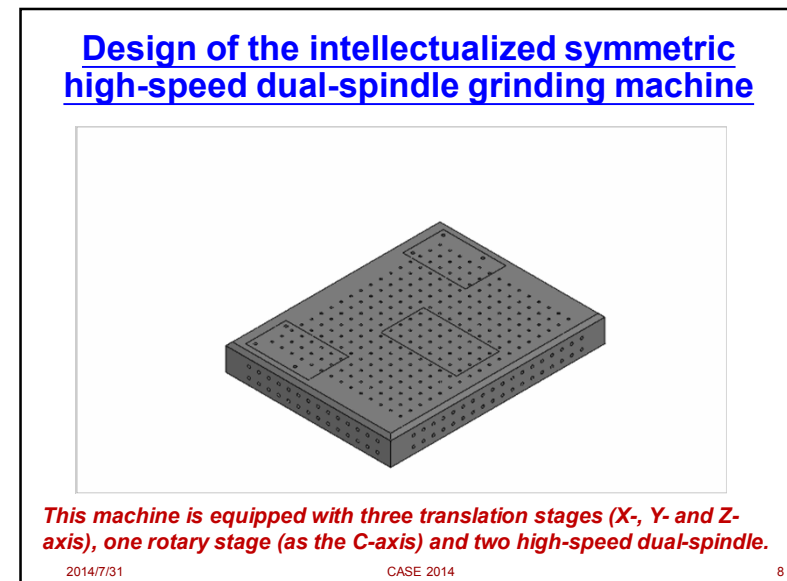 Design of the intellectualized symmetric
high-speed dual-spindle grinding machine
This machine is equipped with three translation stages (X-, Y- and Z-
axis), one rotary stage (as the C-axis) and two high-speed dual-spindle.
2014/7/31 CASE 2014 8